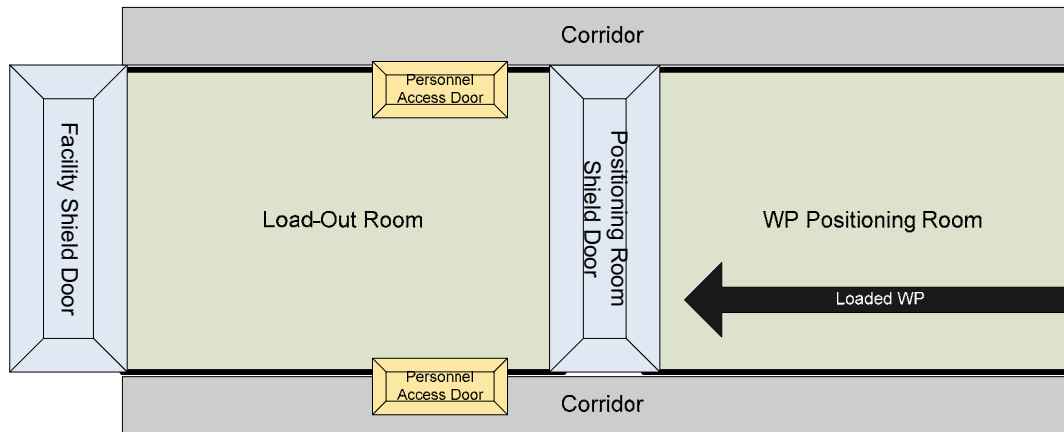 Corridor
Personnel
Access Door
Facility Shield Door
Load-Out Room
Positioning Room
Shield Door
WP Positioning Room
Loaded WP
Personnel
Access Door
Corridor